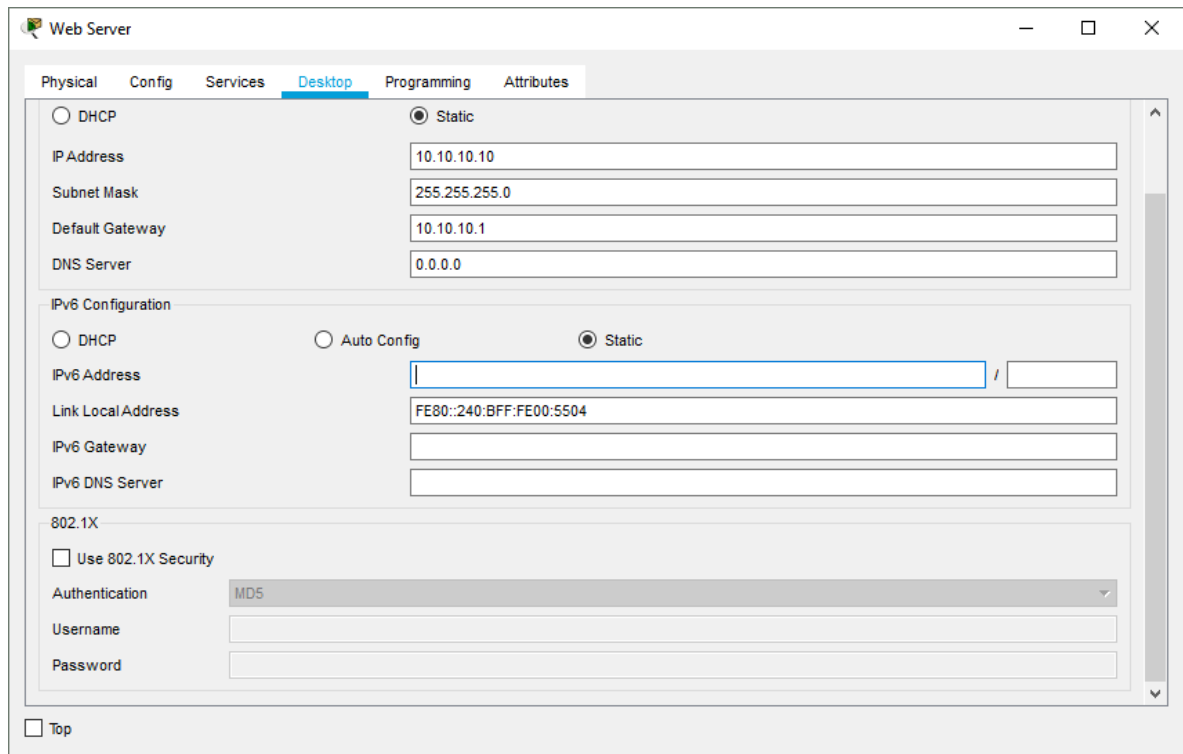 Web Server
Physical Config Services Desktop Programming Attributes
DHCP Static
IP Address 10.10.10.10
Subnet Mask 255.255.255.0
Default Gateway 10.10.10.1
DNS Server 0.0.0.0
IPv6 Configuration
DHCP Auto Config Static
IPv6 Address /
Link Local Address FE80::240:BFF:FE00:5504
IPv6 Gateway
IPv6 DNS Server
802.1X
Use 802.1X Security
Authentication MD5
Username
Password
Top